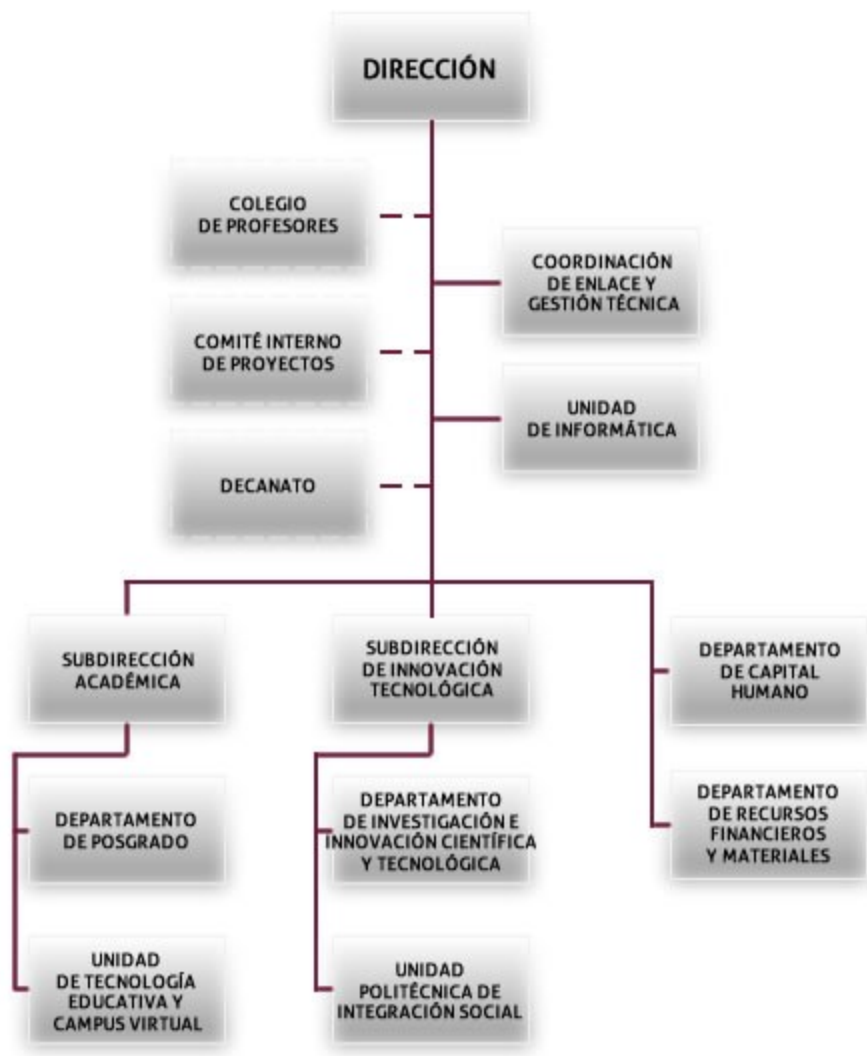 DIRECCIÓN
COLEGIO
DE PROFESORES
COORDINACIÓN
DE ENLACE Y
GESTIÓN TÉCNICA
COMITÉ INTERNO
DE PROYECTOS
UNIDAD
DE INFORMÁTICA
DECANATO
SUBDIRECCIÓN
ACADÉMICA
SUBDIRECCIÓN
DE INNOVACIÓN
TECNOLÓGICA
DEPARTAMENTO
DE CAPITAL
HUMANO
DEPARTAMENTO
DE POSGRADO
DEPARTAMENTO
DE INVESTIGACIÓN E
INNOVACIÓN CIENTÍFICA
Y TECNOLÓGICA
DEPARTAMENTO
DE RECURSOS
FINANCIEROS
Y MATERIALES
UNIDAD
DE TECNOLOGÍA
EDUCATIVA Y
CAMPUS VIRTUAL
UNIDAD
POLITÉCNICA DE
INTEGRACIÓN SOCIAL